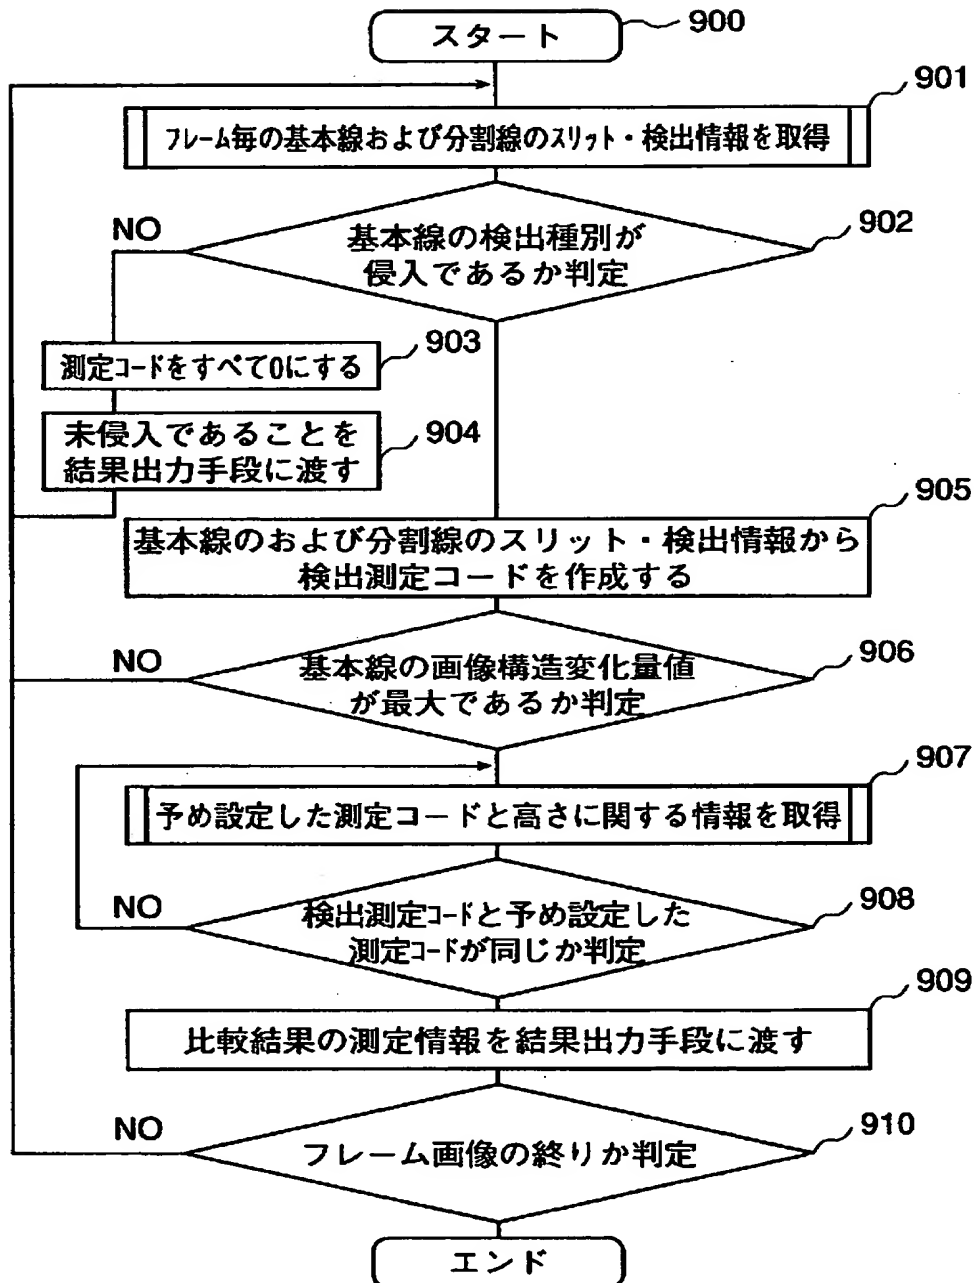 スタート
900
901
フレーム毎の基本線および分割線のスリット・検出情報を取得
NO
基本線の検出種別が
侵入であるか判定
902
測定コードをすべて0にする
903
未侵入であることを
結果出力手段に渡す
904
905
基本線のおよび分割線のスリット・検出情報から
検出測定コードを作成する
NO
基本線の画像構造変化量値
が最大であるか判定
906
907
予め設定した測定コードと高さに関する情報を取得
NO
検出測定コードと予め設定した
測定コードが同じか判定
908
909
比較結果の測定情報を結果出力手段に渡す
NO
フレーム画像の終りか判定
910
エンド